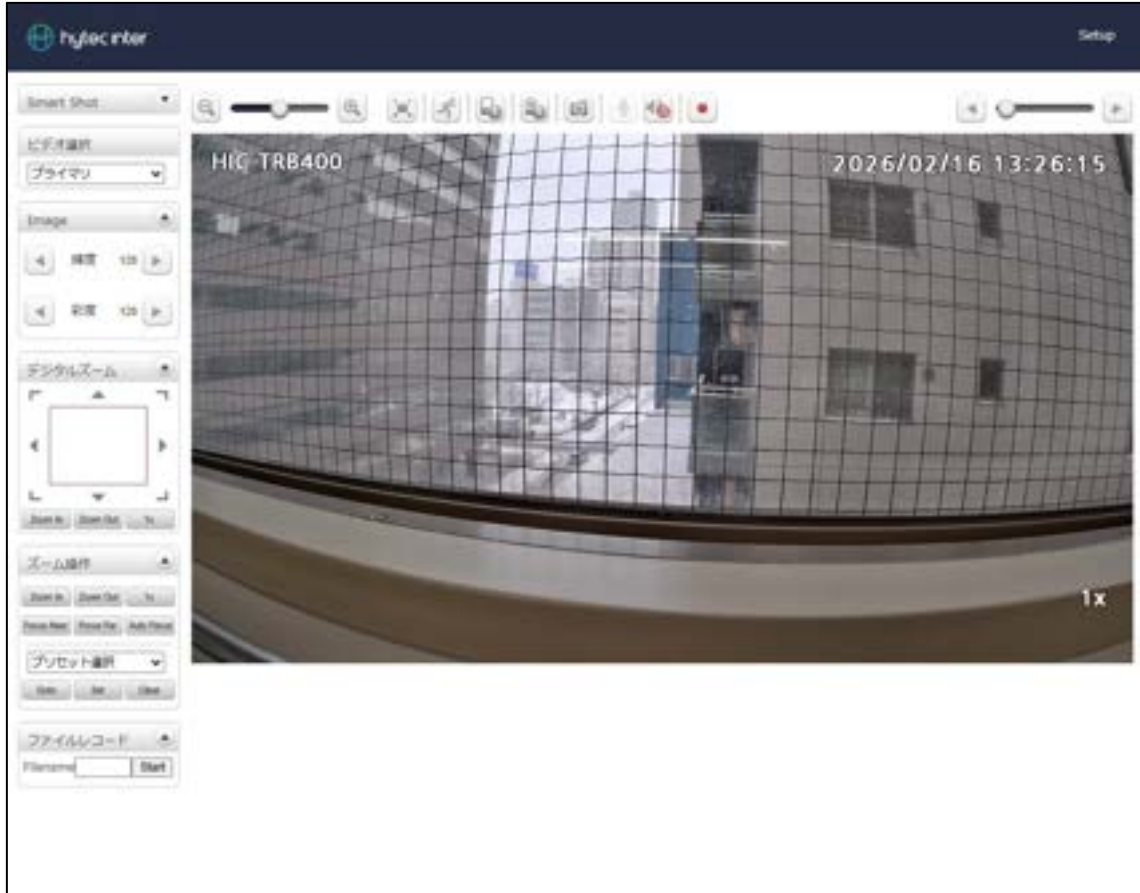 hytec inter
Setup
Smart Shot
ビデオ選択
プライマリ
HIC TRB400
2026/02/16 13:26:15
Image
輝度 128
彩度 128
デジタルズーム
Zoom In Zoom Out 1x
ズーム操作
Zoom In Zoom Out 1x
Focus Near Focus Far Auto Focus
プリセット選択
Goto Set Clear
1x
ファイルレコード
Filename Start